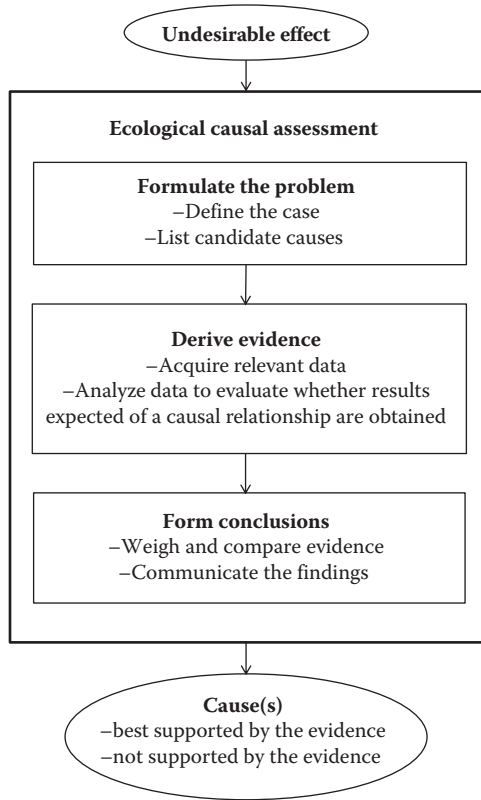 Undesirable effect
Ecological causal assessment
Formulate the problem
–Define the case
–List candidate causes
Derive evidence
–Acquire relevant data
–Analyze data to evaluate whether results
expected of a causal relationship are obtained
Form conclusions
–Weigh and compare evidence
–Communicate the findings
Cause(s)
–best supported by the evidence
–not supported by the evidence